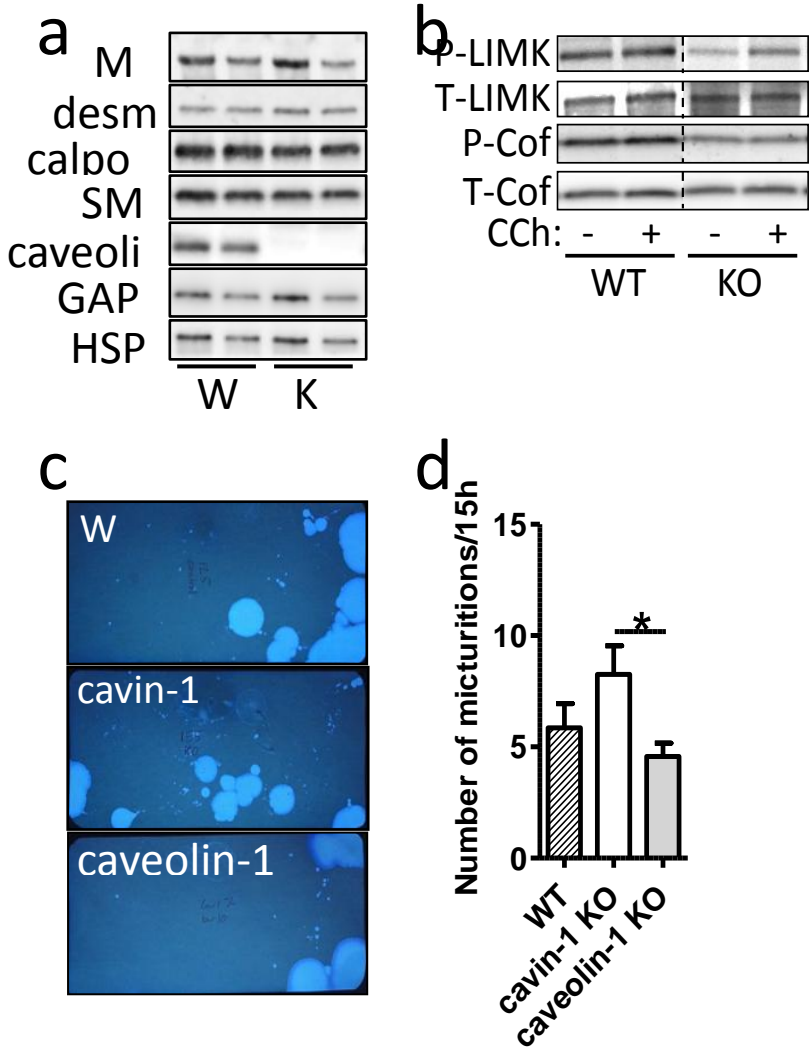 a
M
desm
calpo
SM
caveoli
GAP
HSP
W K
b
P-LIMK
T-LIMK
P-Cof
T-Cof
CCh: - + - +
WT KO
c
W
cavin-1
caveolin-1
d
Number of micturitions/15h
15
10
5
0
*
WT
cavin-1 KO
caveolin-1 KO